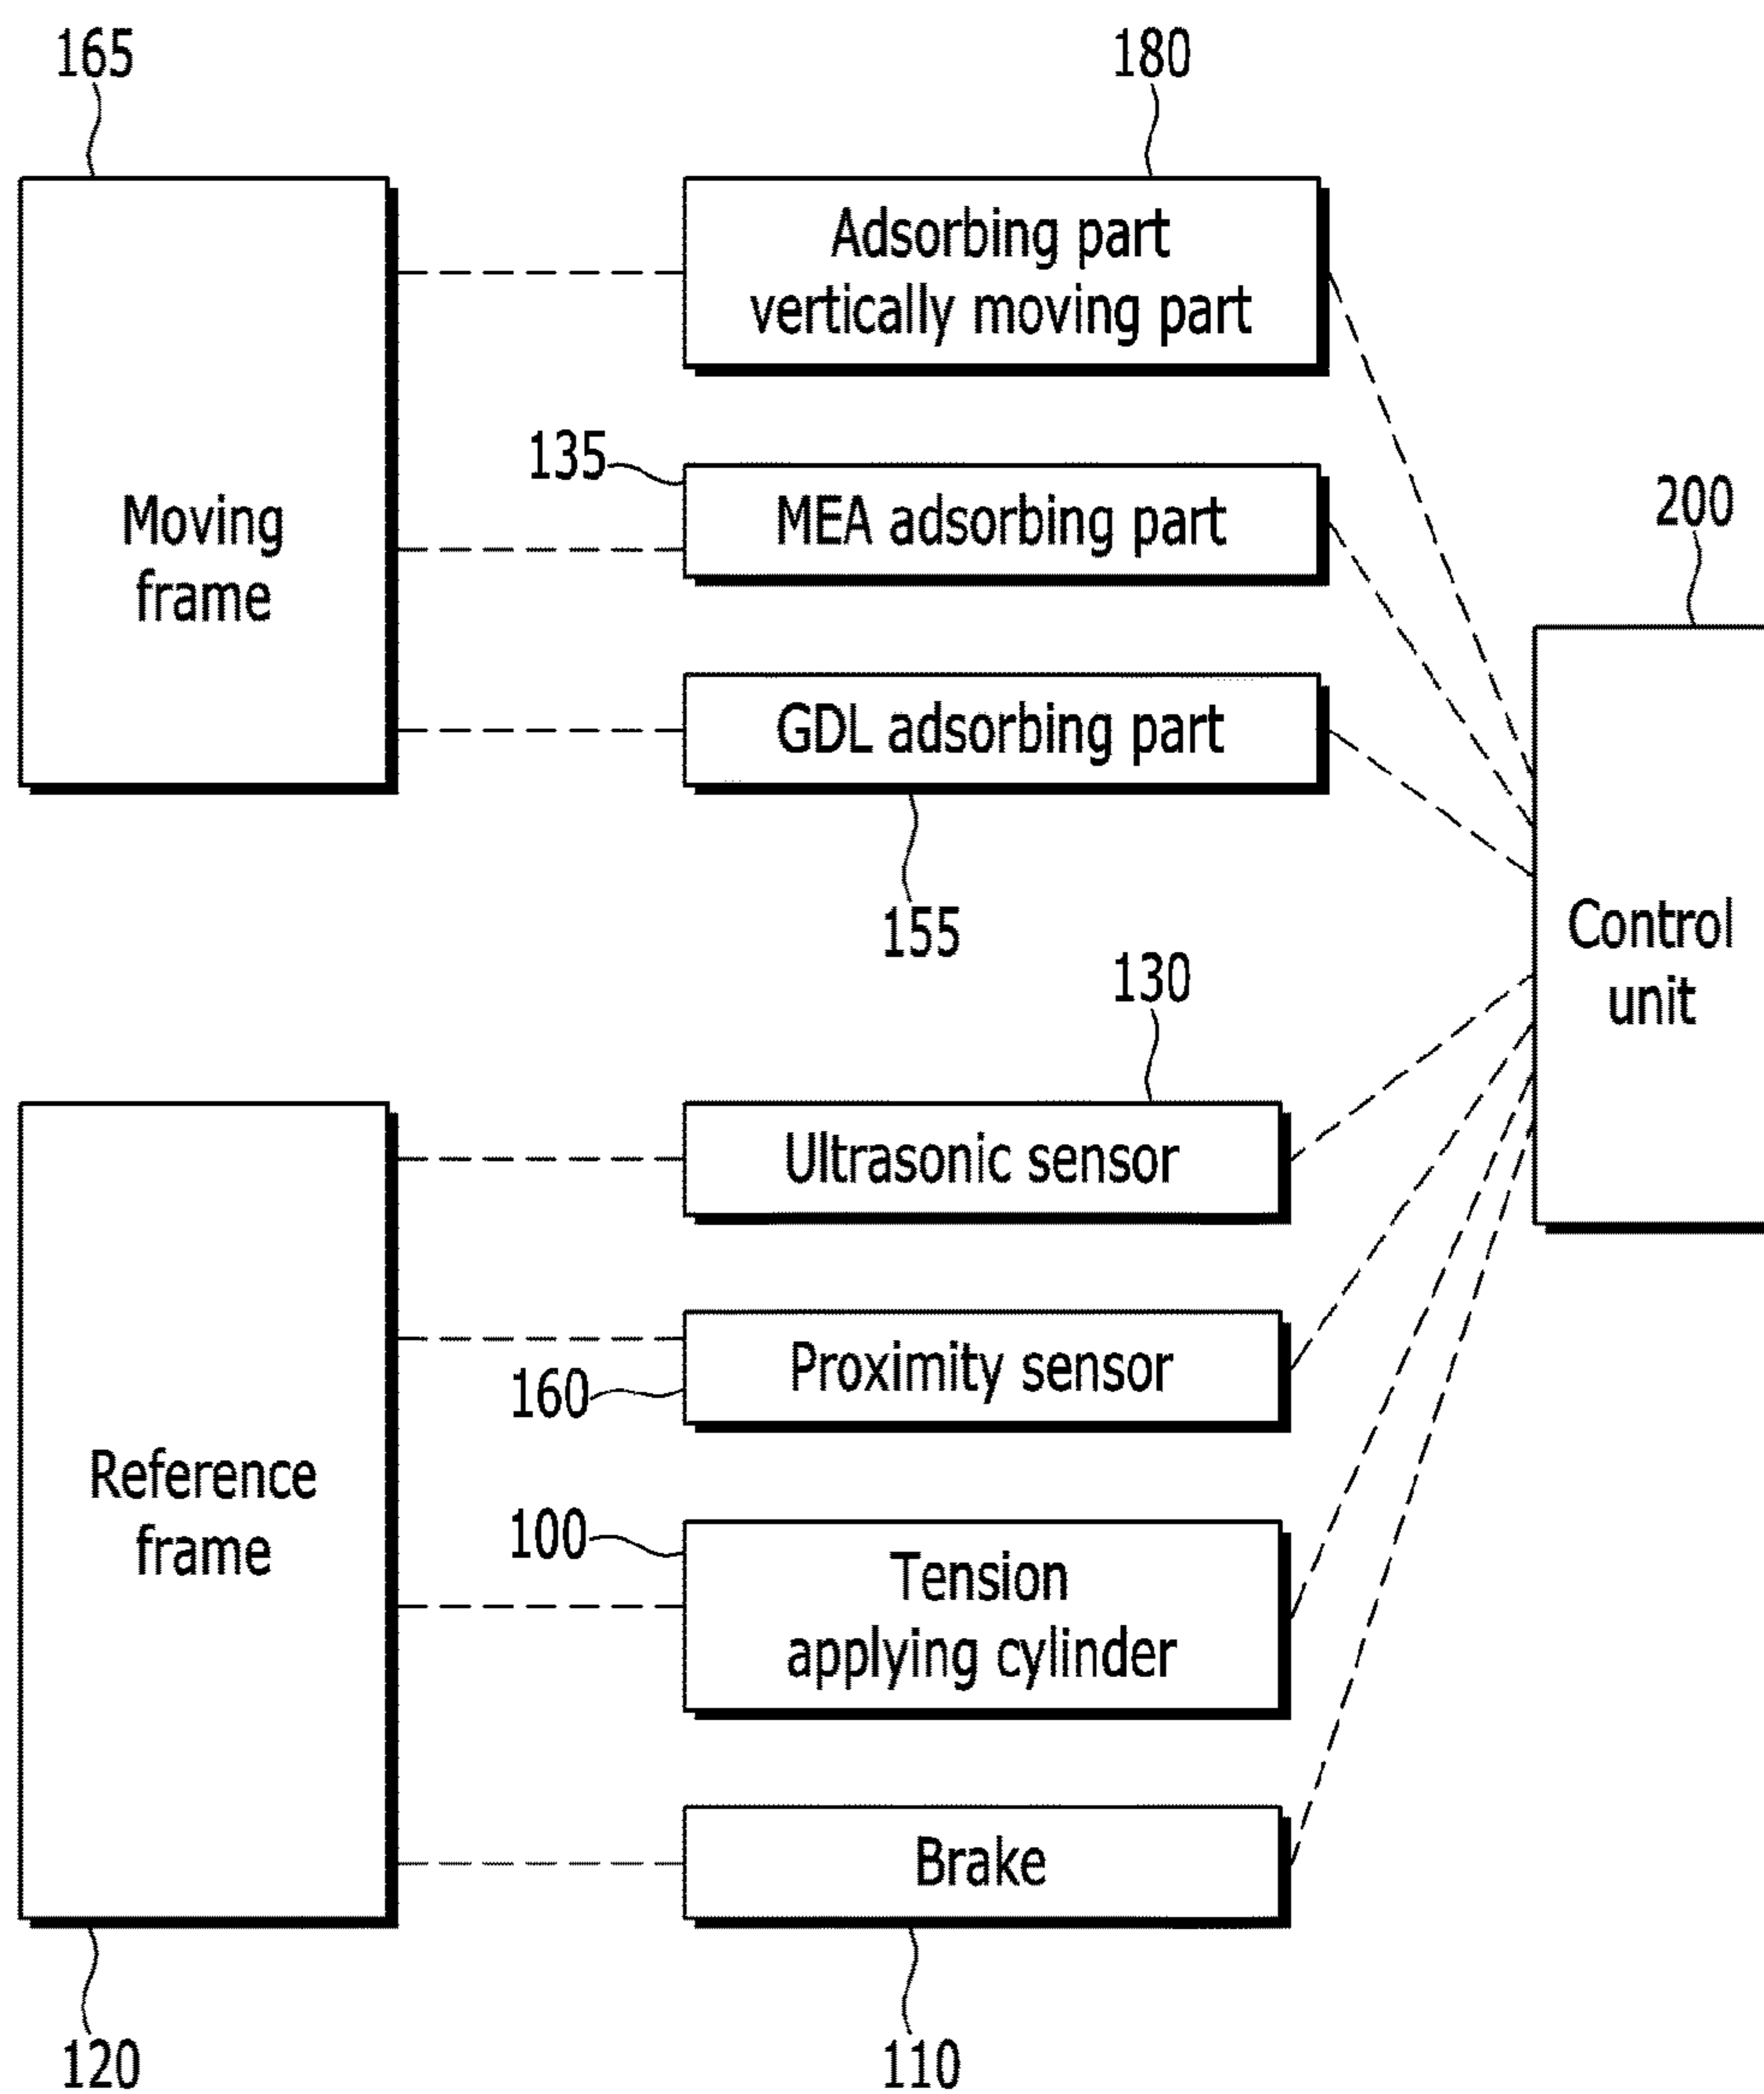 165
180
Adsorbing part
vertically moving part
135
MEA adsorbing part
200
Moving
frame
GDL adsorbing part
155
Control
unit
130
Ultrasonic sensor
Proximity sensor
160
Reference
frame
100
Tension
applying cylinder
Brake
120
110